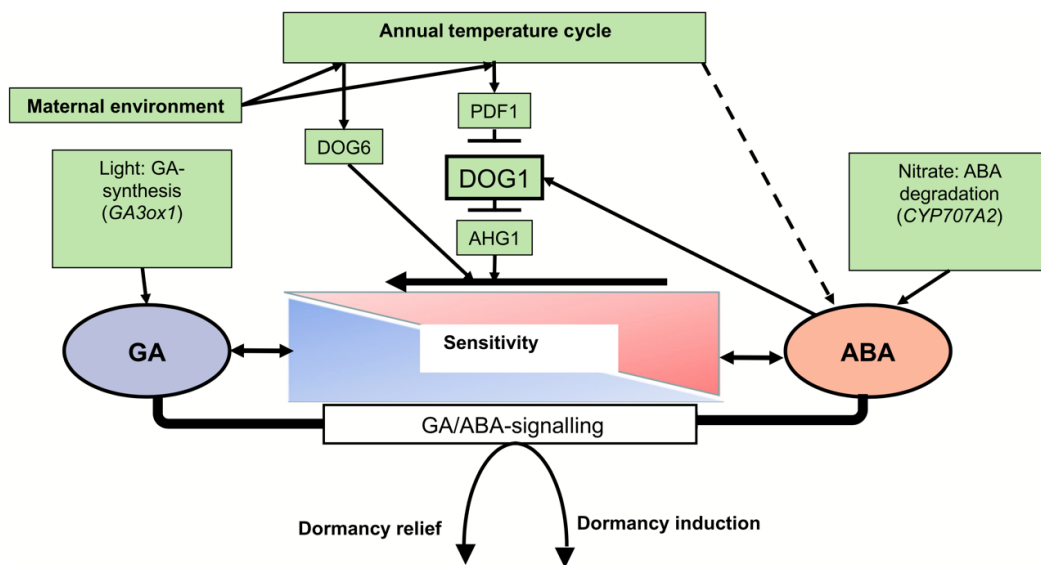 Annual temperature cycle
Maternal environment
PDF1
DOG6
Light: GA-
synthesis
(GA3ox1)
DOG1
Nitrate: ABA
degradation
(CYP707A2)
AHG1
GA
Sensitivity
ABA
GA/ABA-signalling
Dormancy relief
Dormancy induction